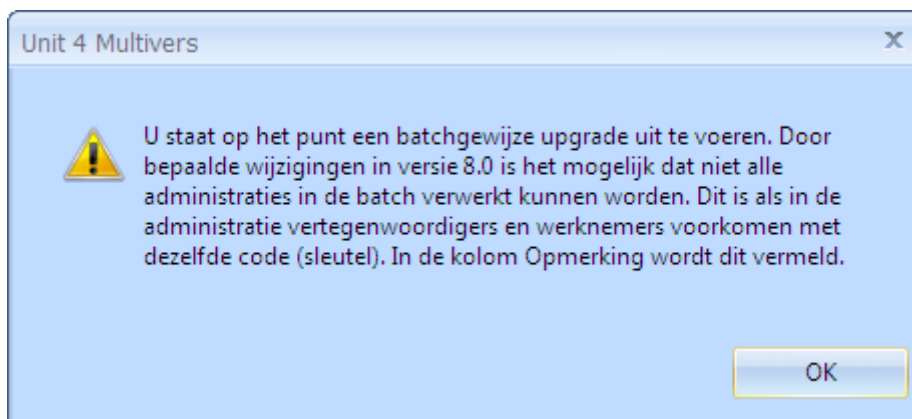 Unit 4 Multivers
U staat op het punt een batchgewijze upgrade uit te voeren. Door
bepaalde wijzigingen in versie 8.0 is het mogelijk dat niet alle
administraties in de batch verwerkt kunnen worden. Dit is als in de
administratie vertegenwoordigers en werknemers voorkomen met
dezelfde code (sleutel). In de kolom Opmerking wordt dit vermeld.
OK